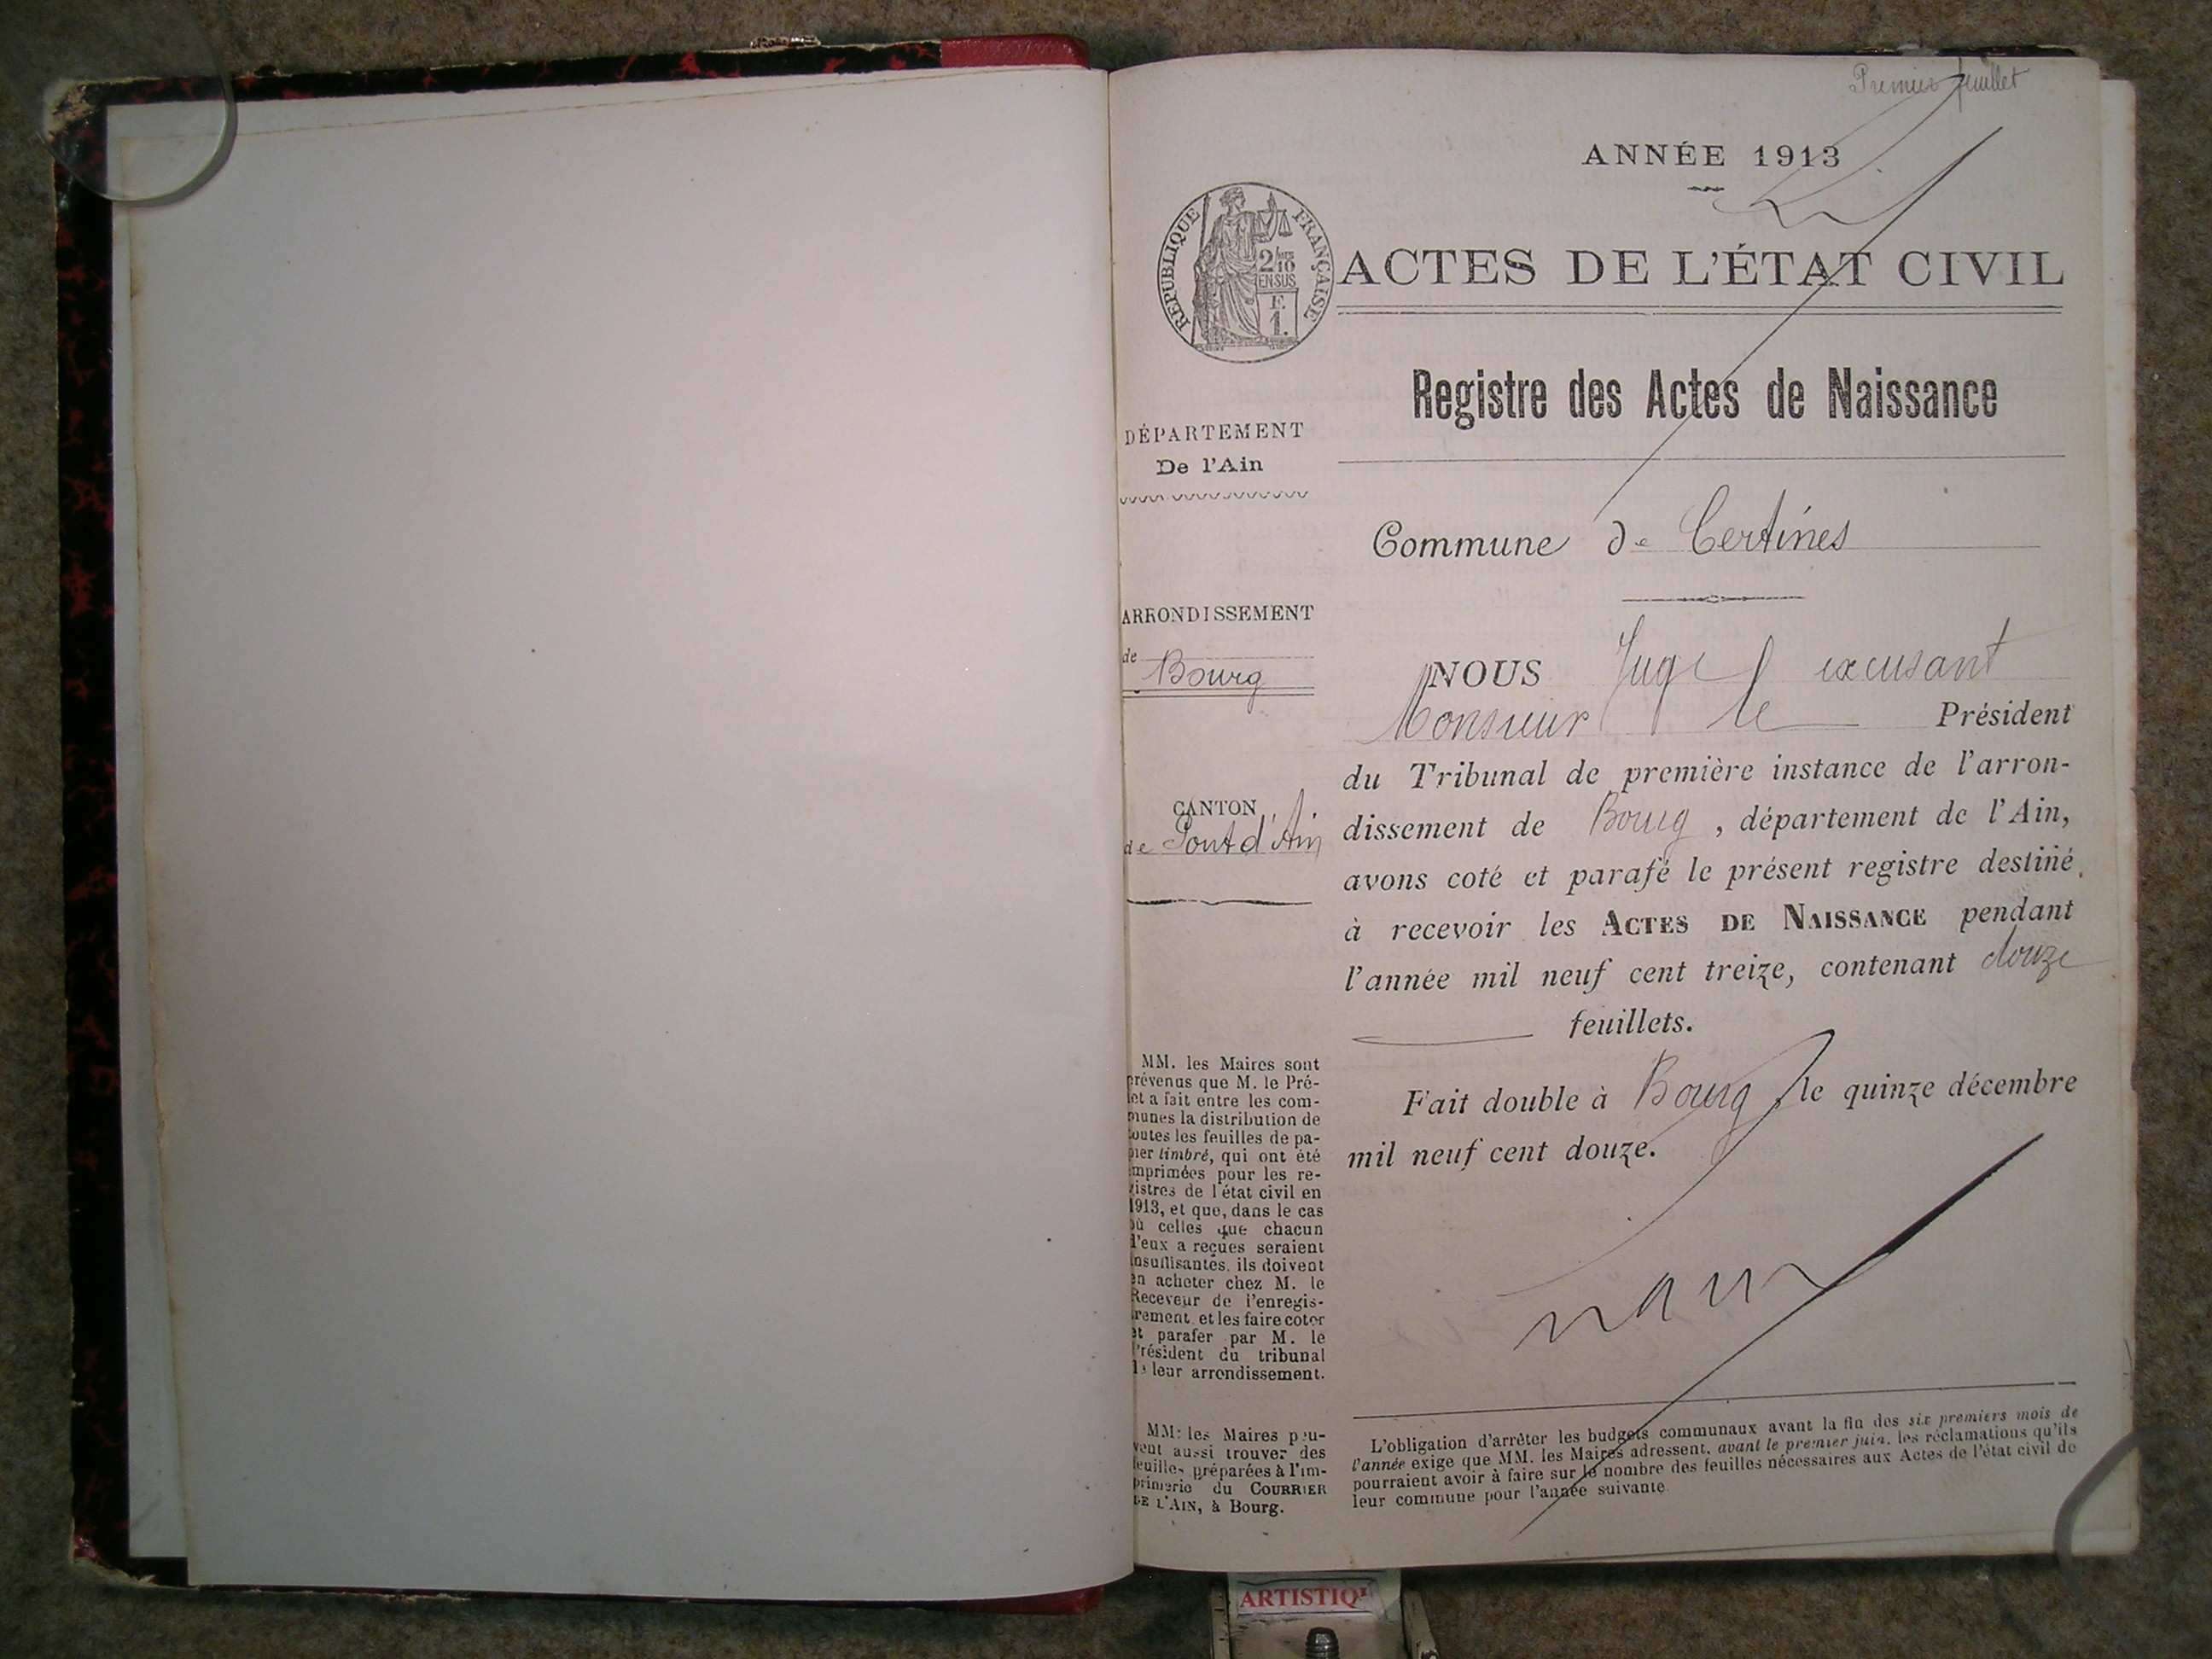 Premier feuillet
ANNÉE 1913
RÉPUBLIQUE FRANÇAISE
2/10
EN SUS
F.
1.
ACTES DE L'ÉTAT CIVIL
Registre des Actes de Naissance
DÉPARTEMENT
De l'Ain
Commune de Certines
ARRONDISSEMENT
de Bourg
CANTON
de Pont d'Ain
NOUS Juge excusant
Monsieur le Président
du Tribunal de première instance de l'arron-
dissement de Bourg, département de l'Ain,
avons coté et parafé le présent registre destiné
à recevoir les ACTES DE NAISSANCE pendant
l'année mil neuf cent treize, contenant douze
feuillets.
Fait double à Bourg, le quinze décembre
mil neuf cent douze.
MM. les Maires sont
prévenus que M. le Pré-
fet a fait entre les com-
munes la distribution de
toutes les feuilles de pa-
pier timbré, qui ont été
imprimées pour les re-
gistres de l'état civil en
1913, et que, dans le cas
où celles que chacun
d'eux a reçues seraient
insuffisantes, ils doivent
en acheter chez M. le
Receveur de l'enregis-
trement, et les faire coter
et parafer par M. le
Président du tribunal
de leur arrondissement.
MM. les Maires peu-
vent aussi trouver des
feuilles préparées à l'im-
primerie du COURRIER
DE L'AIN, à Bourg.
L'obligation d'arrêter les budgets communaux avant la fin des six premiers mois de
l'année exige que MM. les Maires adressent, avant le premier juin, les réclamations qu'ils
pourraient avoir à faire sur le nombre des feuilles nécessaires aux Actes de l'état civil de
leur commune pour l'année suivante.
ARTISTIQ